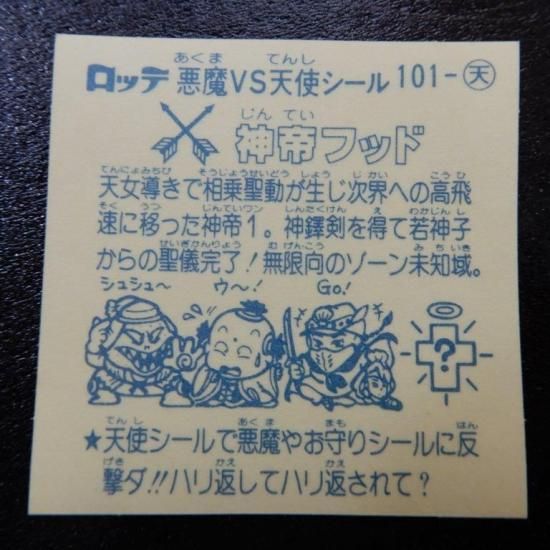 ロッテ 悪魔VS天使シール 101-天
あくま てんし
じん てい
神帝フッド
てんにょみちび そうじょうせいどう しょう じかい こうひ
天女導きで相乗聖動が生じ次界への高飛
そく うつ じんていワン しんたくけん え わかじんし
速に移った神帝1。神鐸剣を得て若神子
せいぎかんりょう むげんこう みちいき
からの聖儀完了!無限向のゾーン未知域。
シュシュ〜 ウ〜! Go!
?
てんし あくま まも はん
★天使シールで悪魔やお守りシールに反
げき かえ かえ
撃ダ!!ハリ返してハリ返されて?